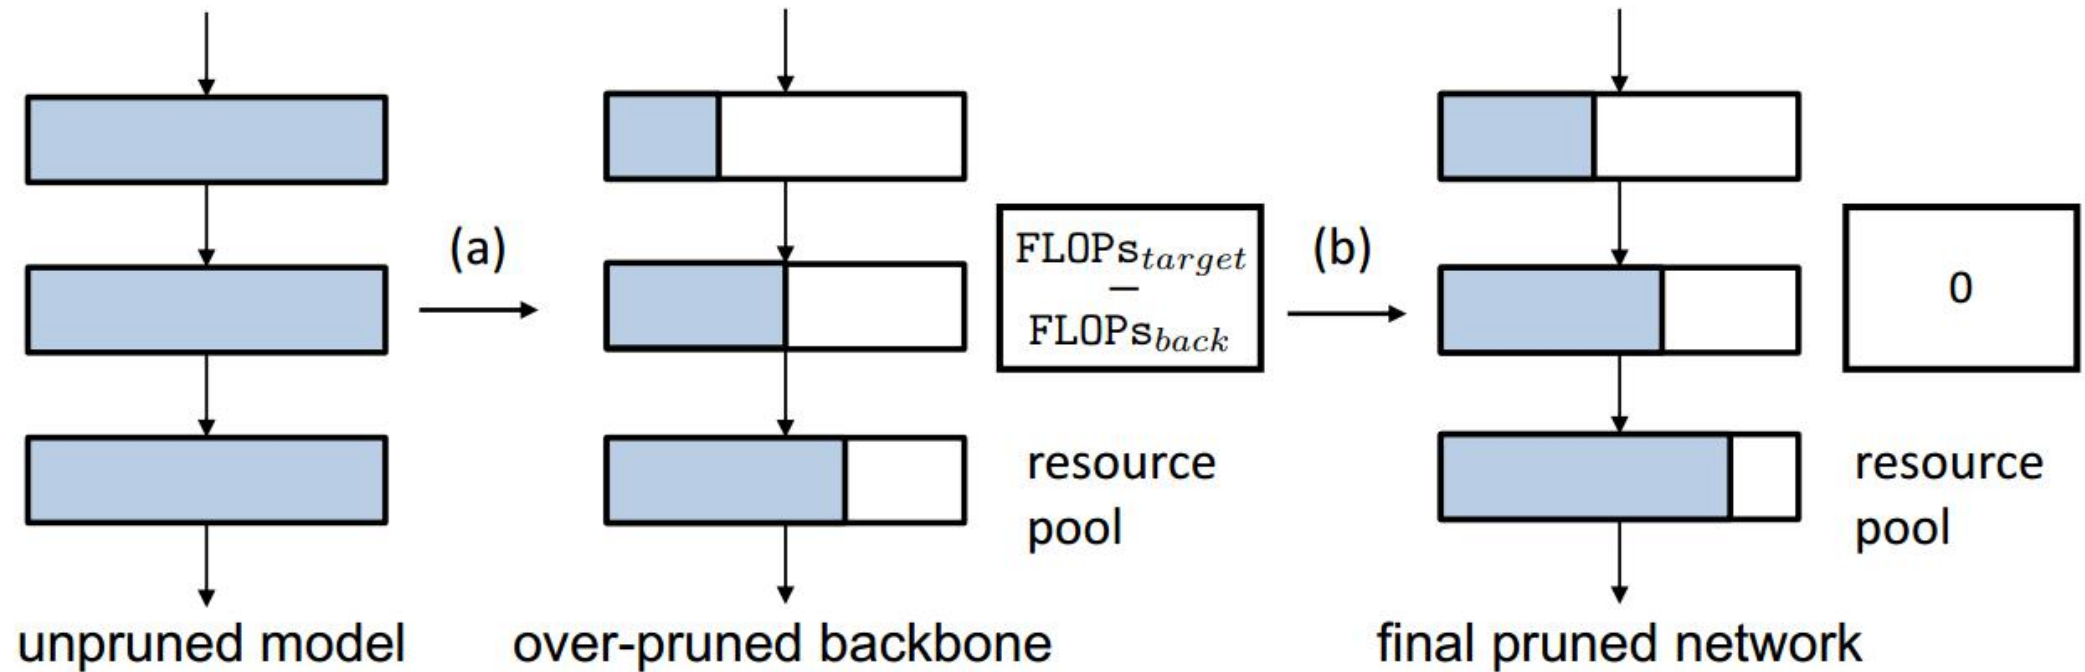 (a)
FLOPs_target
−
FLOPs_back
(b)
0
resource
pool
resource
pool
unpruned model
over-pruned backbone
final pruned network